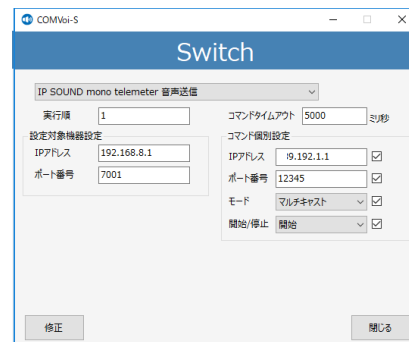 COMVoi-S
Switch
IP SOUND mono telemeter 音声送信
実行順 1
コマンドタイムアウト 5000 ミリ秒
設定対象機器設定
IPアドレス 192.168.8.1
ポート番号 7001
コマンド個別設定
IPアドレス 9.192.1.1
ポート番号 12345
モード マルチキャスト
開始/停止 開始
修正
閉じる